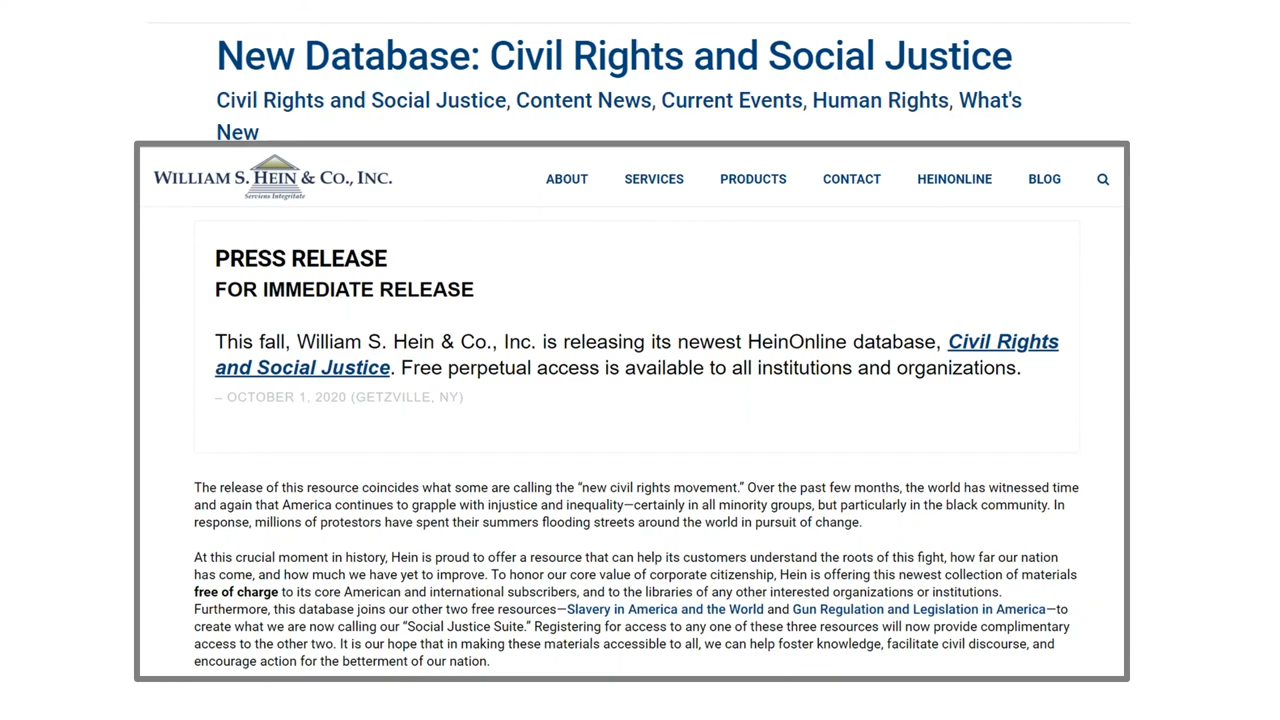 New Database: Civil Rights and Social Justice
Civil Rights and Social Justice, Content News, Current Events, Human Rights, What's
New
WILLIAM S. HEIN & CO., INC.
Serviens Integritate
ABOUT SERVICES PRODUCTS CONTACT HEINONLINE BLOG
PRESS RELEASE
FOR IMMEDIATE RELEASE
This fall, William S. Hein & Co., Inc. is releasing its newest HeinOnline database, Civil Rights
and Social Justice. Free perpetual access is available to all institutions and organizations.
– OCTOBER 1, 2020 (GETZVILLE, NY)
The release of this resource coincides what some are calling the “new civil rights movement.” Over the past few months, the world has witnessed time
and again that America continues to grapple with injustice and inequality—certainly in all minority groups, but particularly in the black community. In
response, millions of protestors have spent their summers flooding streets around the world in pursuit of change.
At this crucial moment in history, Hein is proud to offer a resource that can help its customers understand the roots of this fight, how far our nation
has come, and how much we have yet to improve. To honor our core value of corporate citizenship, Hein is offering this newest collection of materials
free of charge to its core American and international subscribers, and to the libraries of any other interested organizations or institutions.
Furthermore, this database joins our other two free resources—Slavery in America and the World and Gun Regulation and Legislation in America—to
create what we are now calling our “Social Justice Suite.” Registering for access to any one of these three resources will now provide complimentary
access to the other two. It is our hope that in making these materials accessible to all, we can help foster knowledge, facilitate civil discourse, and
encourage action for the betterment of our nation.